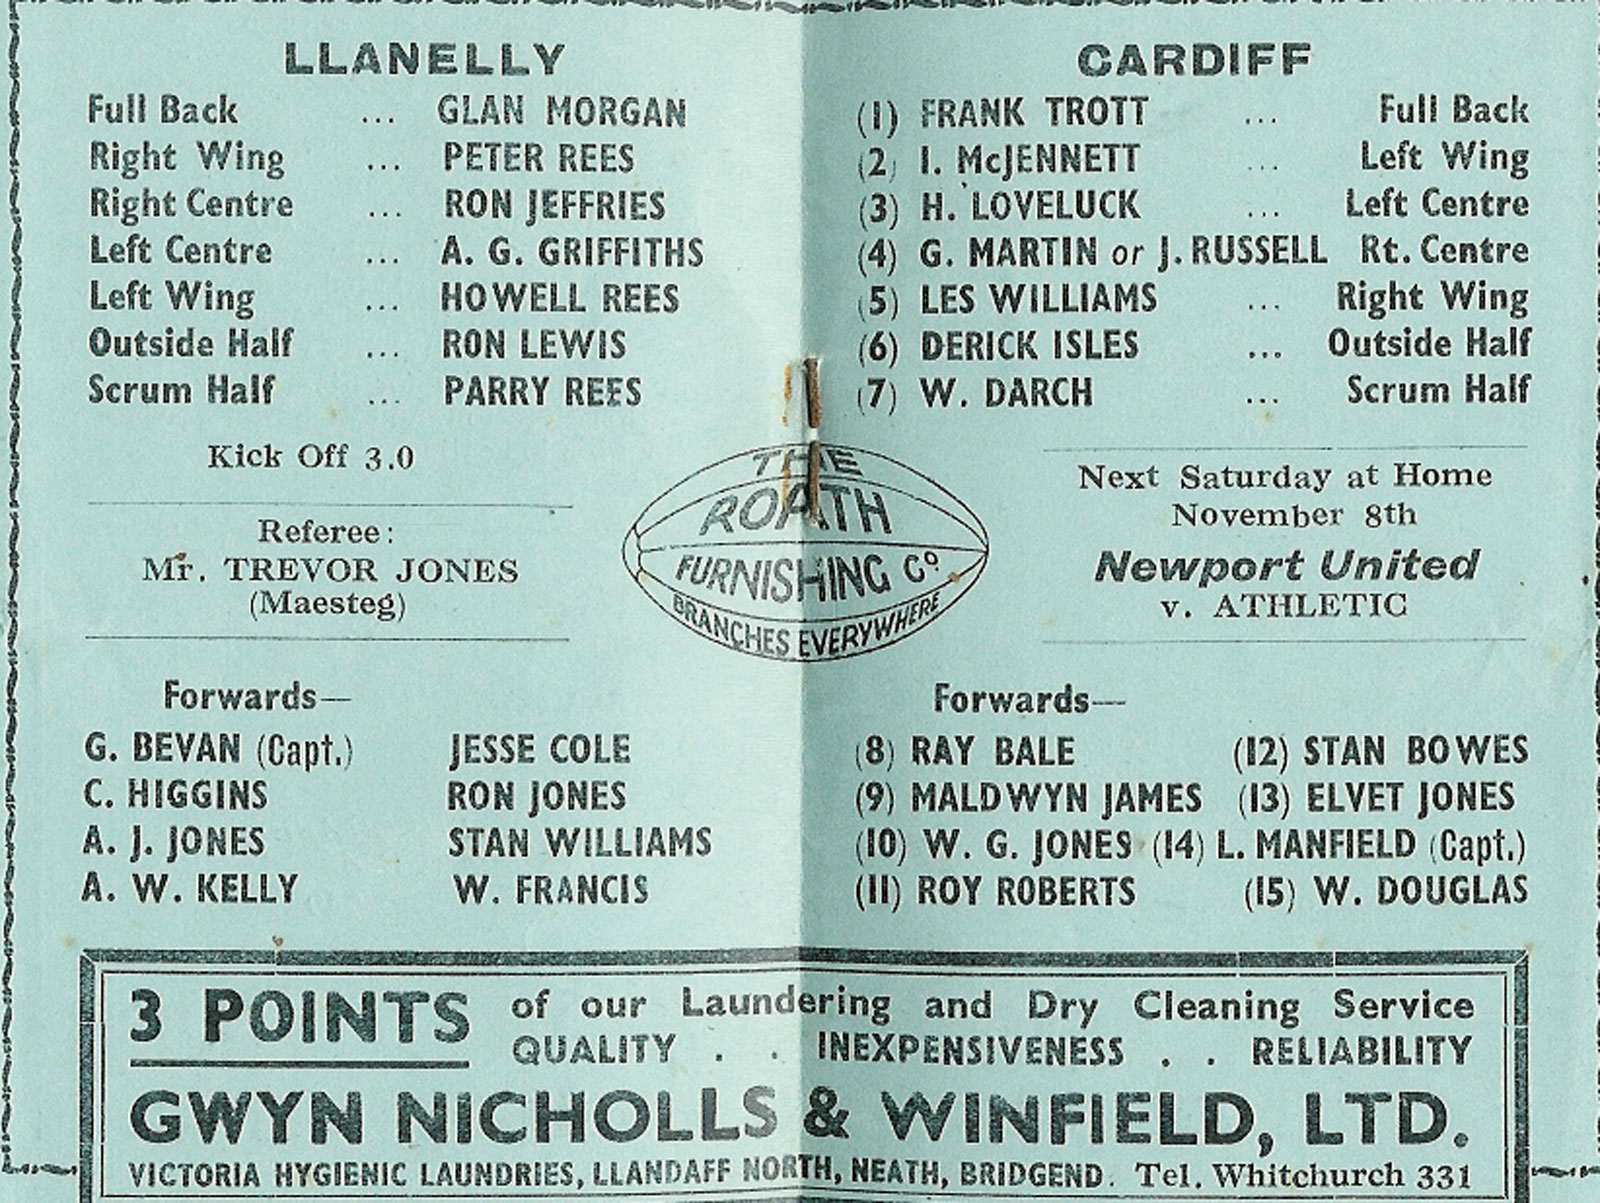 LLANELLY
Full Back ... GLAN MORGAN
Right Wing ... PETER REES
Right Centre ... RON JEFFRIES
Left Centre ... A. G. GRIFFITHS
Left Wing ... HOWELL REES
Outside Half ... RON LEWIS
Scrum Half ... PARRY REES
Kick Off 3.0
Referee:
Mr. TREVOR JONES
(Maesteg)
Forwards—
G. BEVAN (Capt.) JESSE COLE
C. HIGGINS RON JONES
A. J. JONES STAN WILLIAMS
A. W. KELLY W. FRANCIS
THE
ROATH
FURNISHING Co.
BRANCHES EVERYWHERE
CARDIFF
(1) FRANK TROTT ... Full Back
(2) I. McJENNETT ... Left Wing
(3) H. LOVELUCK ... Left Centre
(4) G. MARTIN or J. RUSSELL Rt. Centre
(5) LES WILLIAMS ... Right Wing
(6) DERICK ISLES ... Outside Half
(7) W. DARCH ... Scrum Half
Next Saturday at Home
November 8th
Newport United
v. ATHLETIC
Forwards—
(8) RAY BALE (12) STAN BOWES
(9) MALDWYN JAMES (13) ELVET JONES
(10) W. G. JONES (14) L. MANFIELD (Capt.)
(11) ROY ROBERTS (15) W. DOUGLAS
3 POINTS of our Laundering and Dry Cleaning Service
QUALITY . . INEXPENSIVENESS . . RELIABILITY
GWYN NICHOLLS & WINFIELD, LTD.
VICTORIA HYGIENIC LAUNDRIES, LLANDAFF NORTH, NEATH, BRIDGEND. Tel. Whitchurch 331